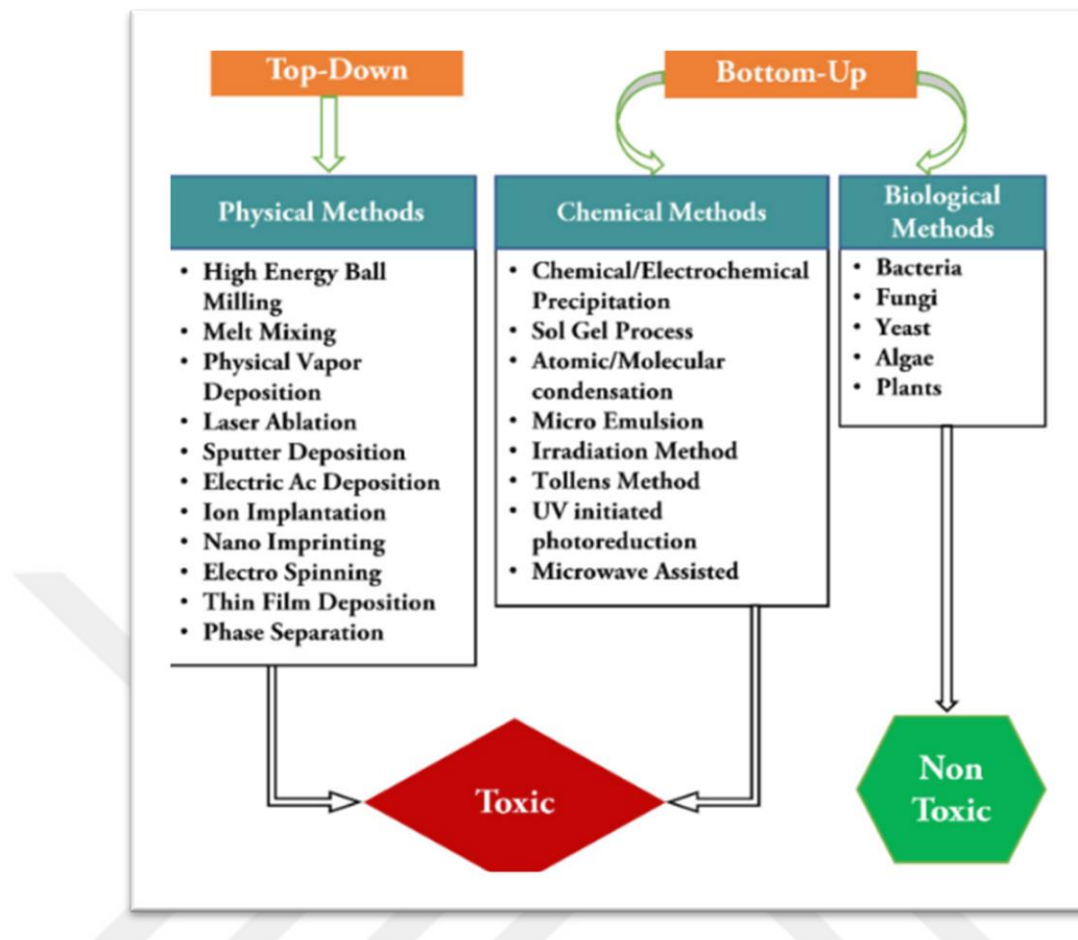 Top-Down
Bottom-Up
Physical Methods
• High Energy Ball
Milling
• Melt Mixing
• Physical Vapor
Deposition
• Laser Ablation
• Sputter Deposition
• Electric Ac Deposition
• Ion Implantation
• Nano Imprinting
• Electro Spinning
• Thin Film Deposition
• Phase Separation
Chemical Methods
• Chemical/Electrochemical
Precipitation
• Sol Gel Process
• Atomic/Molecular
condensation
• Micro Emulsion
• Irradiation Method
• Tollens Method
• UV initiated
photoreduction
• Microwave Assisted
Biological
Methods
• Bacteria
• Fungi
• Yeast
• Algae
• Plants
Toxic
Non
Toxic